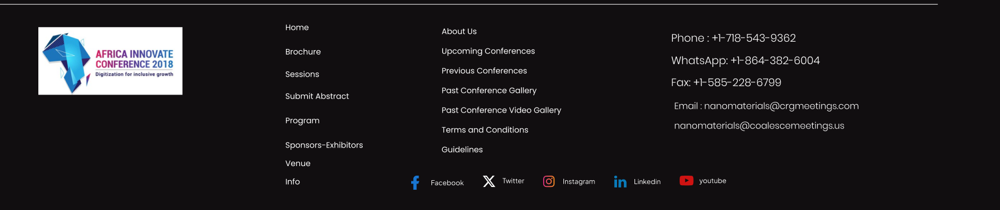 AFRICA INNOVATE
CONFERENCE 2018
Digitization for inclusive growth
Home
Brochure
Sessions
Submit Abstract
Program
Sponsors-Exhibitors
Venue
Info
About Us
Upcoming Conferences
Previous Conferences
Past Conference Gallery
Past Conference Video Gallery
Terms and Conditions
Guidelines
Phone : +1-718-543-9362
WhatsApp: +1-864-382-6004
Fax: +1-585-228-6799
Email : nanomaterials@crgmeetings.com
nanomaterials@coalescemeetings.us
Facebook
Twitter
Instagram
Linkedin
youtube